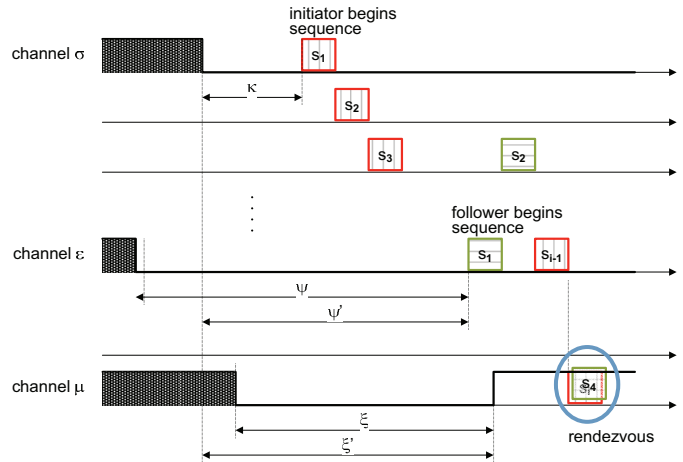 initiator begins
sequence
channel σ
S1
κ
S2
S3
S2
follower begins
sequence
channel ε
S1
Si-1
ψ
ψ'
channel μ
S4
ξ
rendezvous
ξ'